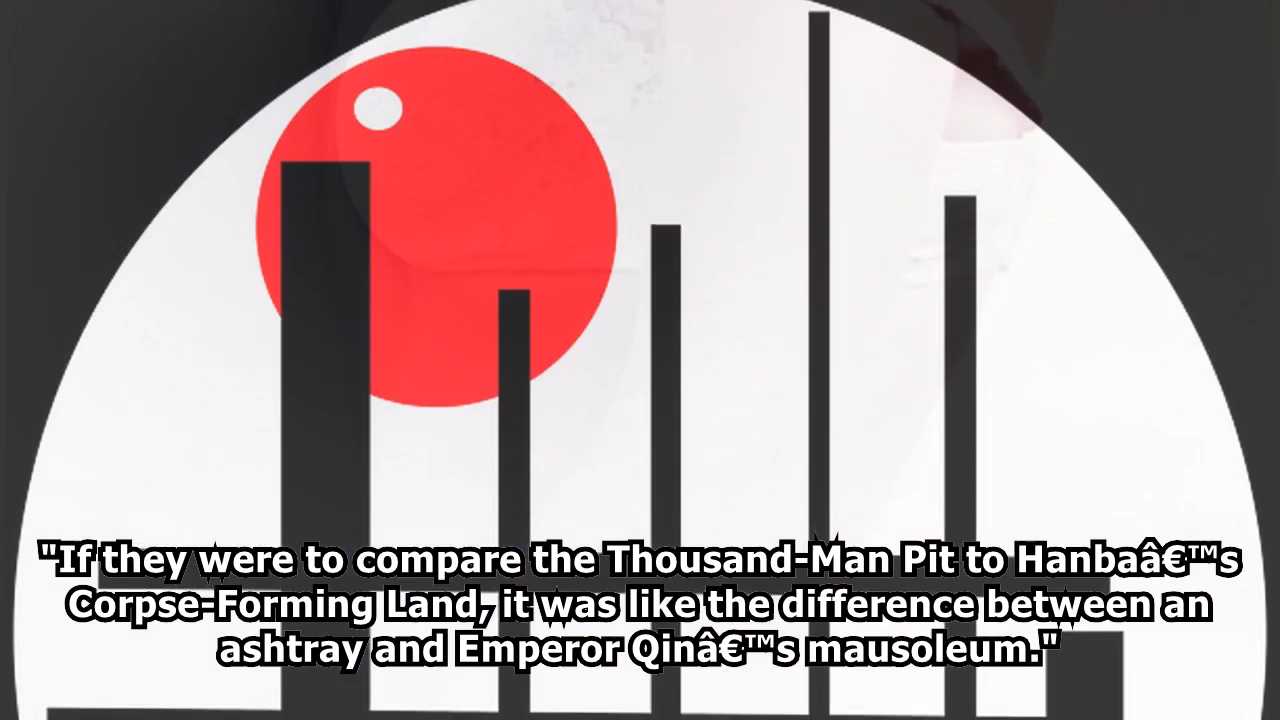 "If they were to compare the Thousand-Man Pit to Hanbaâ€™s
Corpse-Forming Land, it was like the difference between an
ashtray and Emperor Qinâ€™s mausoleum."